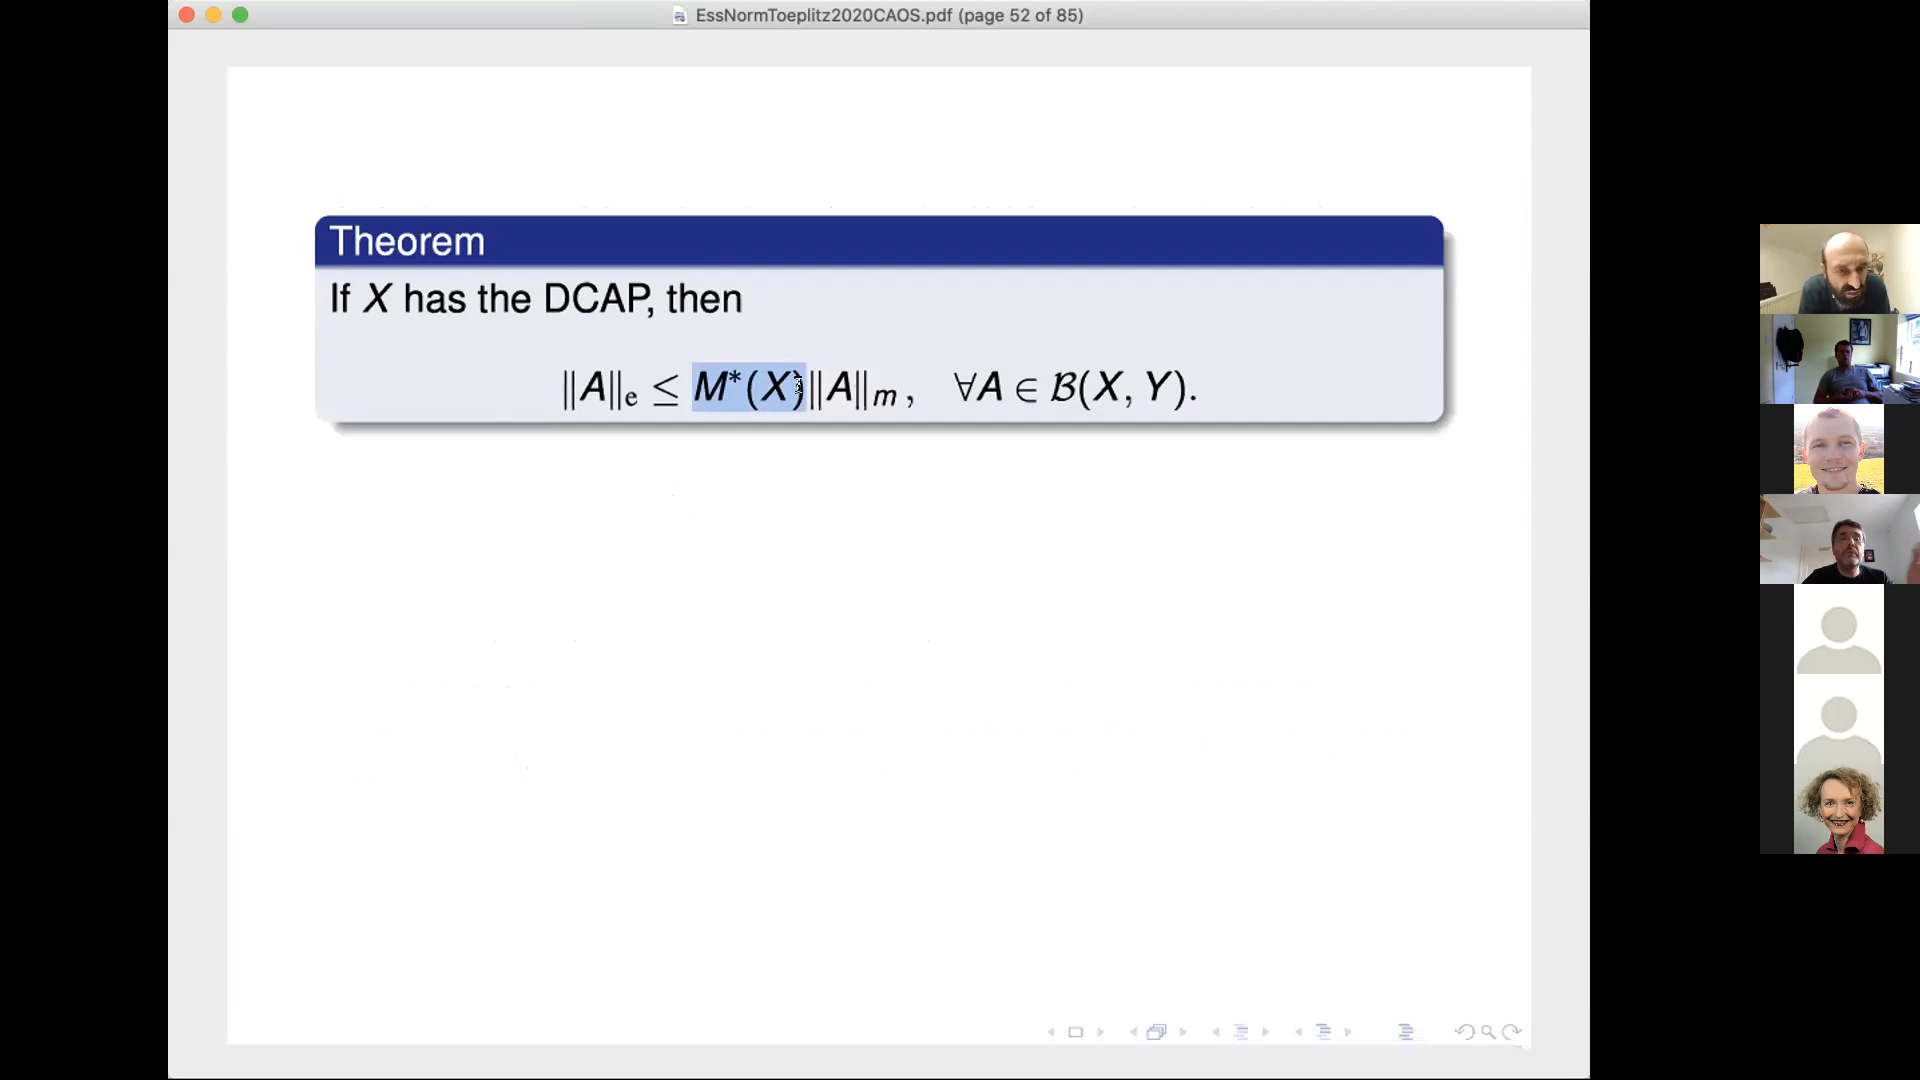 EssNormToeplitz2020CAOS.pdf (page 52 of 85)
Theorem
If X has the DCAP, then
‖A‖e ≤ M*(X)‖A‖m , ∀A ∈ ℬ(X, Y).